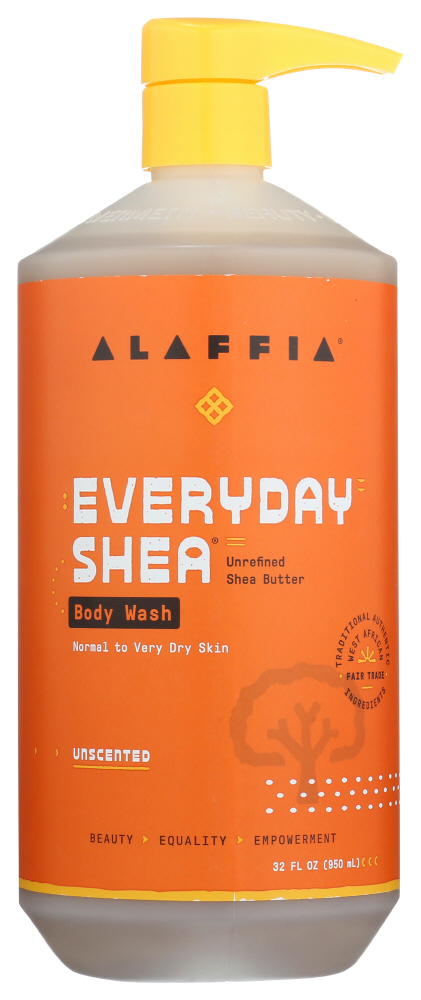 ALAFFIA®
EVERYDAY
SHEA®
Unrefined
Shea Butter
Body Wash
Normal to Very Dry Skin
TRADITIONAL AUTHENTIC
WEST AFRICAN
FAIR TRADE
INGREDIENTS
UNSCENTED
BEAUTY > EQUALITY > EMPOWERMENT
32 FL OZ (950 mL)